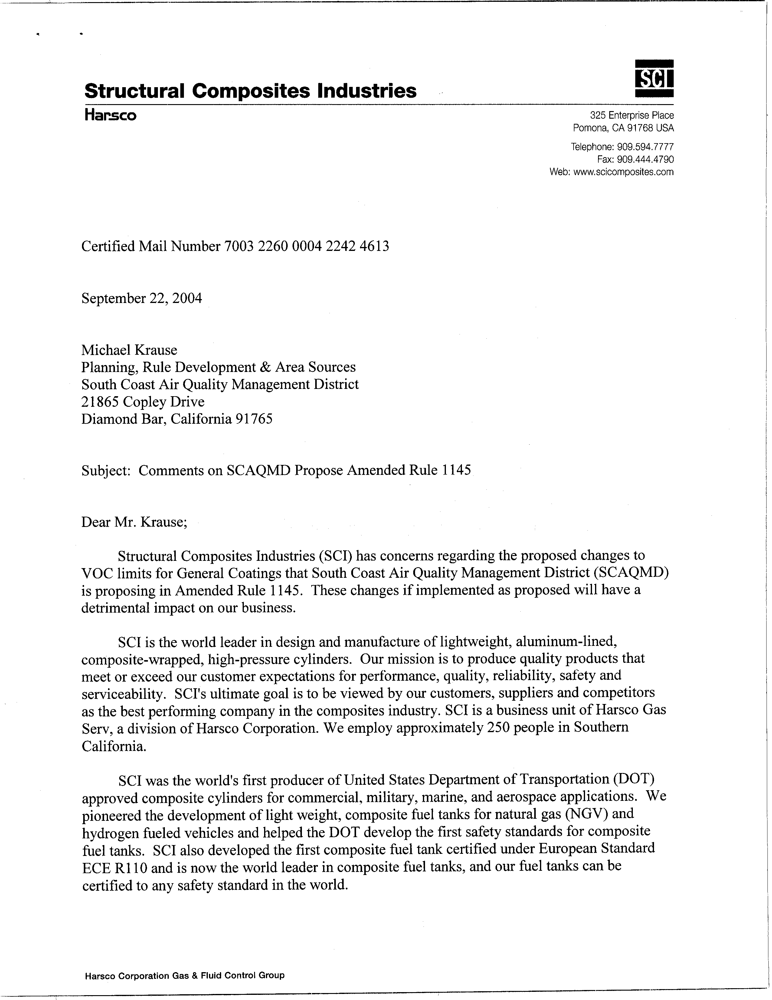 SCI
Structural Composites Industries
Harsco
325 Enterprise Place
Pomona, CA 91768 USA
Telephone: 909.594.7777
Fax: 909.444.4790
Web: www.scicomposites.com
Certified Mail Number 7003 2260 0004 2242 4613
September 22, 2004
Michael Krause
Planning, Rule Development & Area Sources
South Coast Air Quality Management District
21865 Copley Drive
Diamond Bar, California 91765
Subject: Comments on SCAQMD Propose Amended Rule 1145
Dear Mr. Krause;
Structural Composites Industries (SCI) has concerns regarding the proposed changes to
VOC limits for General Coatings that South Coast Air Quality Management District (SCAQMD)
is proposing in Amended Rule 1145. These changes if implemented as proposed will have a
detrimental impact on our business.
SCI is the world leader in design and manufacture of lightweight, aluminum-lined,
composite-wrapped, high-pressure cylinders. Our mission is to produce quality products that
meet or exceed our customer expectations for performance, quality, reliability, safety and
serviceability. SCI's ultimate goal is to be viewed by our customers, suppliers and competitors
as the best performing company in the composites industry. SCI is a business unit of Harsco Gas
Serv, a division of Harsco Corporation. We employ approximately 250 people in Southern
California.
SCI was the world's first producer of United States Department of Transportation (DOT)
approved composite cylinders for commercial, military, marine, and aerospace applications. We
pioneered the development of light weight, composite fuel tanks for natural gas (NGV) and
hydrogen fueled vehicles and helped the DOT develop the first safety standards for composite
fuel tanks. SCI also developed the first composite fuel tank certified under European Standard
ECE R110 and is now the world leader in composite fuel tanks, and our fuel tanks can be
certified to any safety standard in the world.
Harsco Corporation Gas & Fluid Control Group